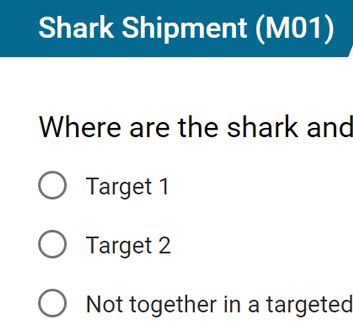 Shark Shipment (M01)
Where are the shark and
Target 1
Target 2
Not together in a targeted